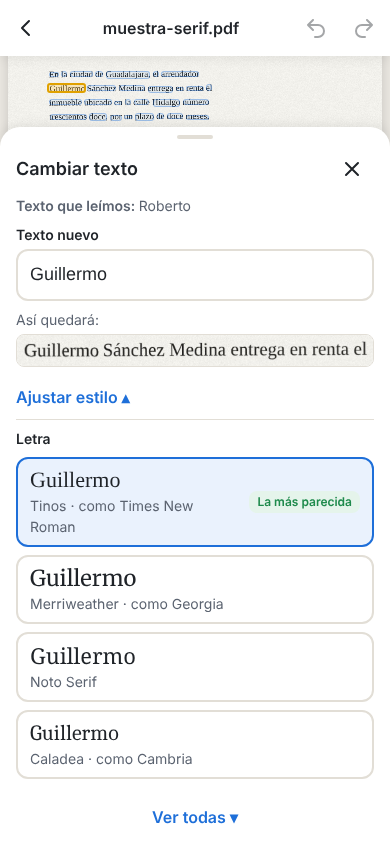 muestra-serif.pdf
En la ciudad de Guadalajara, el arrendador
Guillermo Sánchez Medina entrega en renta el
inmueble ubicado en la calle Hidalgo número
trescientos doce, por un plazo de doce meses.
Cambiar texto
Texto que leímos: Roberto
Texto nuevo
Guillermo
Así quedará:
Guillermo Sánchez Medina entrega en renta el
Ajustar estilo ▴
Letra
Guillermo
Tinos · como Times New
Roman
La más parecida
Guillermo
Merriweather · como Georgia
Guillermo
Noto Serif
Guillermo
Caladea · como Cambria
Ver todas ▾